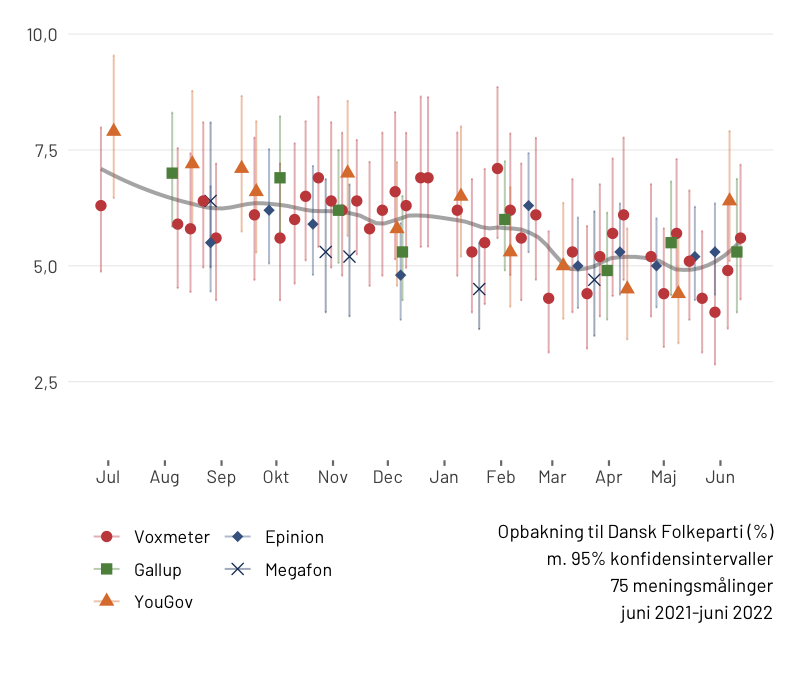 10,0
7,5
5,0
2,5
Jul Aug Sep Okt Nov Dec Jan Feb Mar Apr Maj Jun
Voxmeter Epinion
Gallup Megafon
YouGov
Opbakning til Dansk Folkeparti (%)
m. 95% konfidensintervaller
75 meningsmålinger
juni 2021-juni 2022